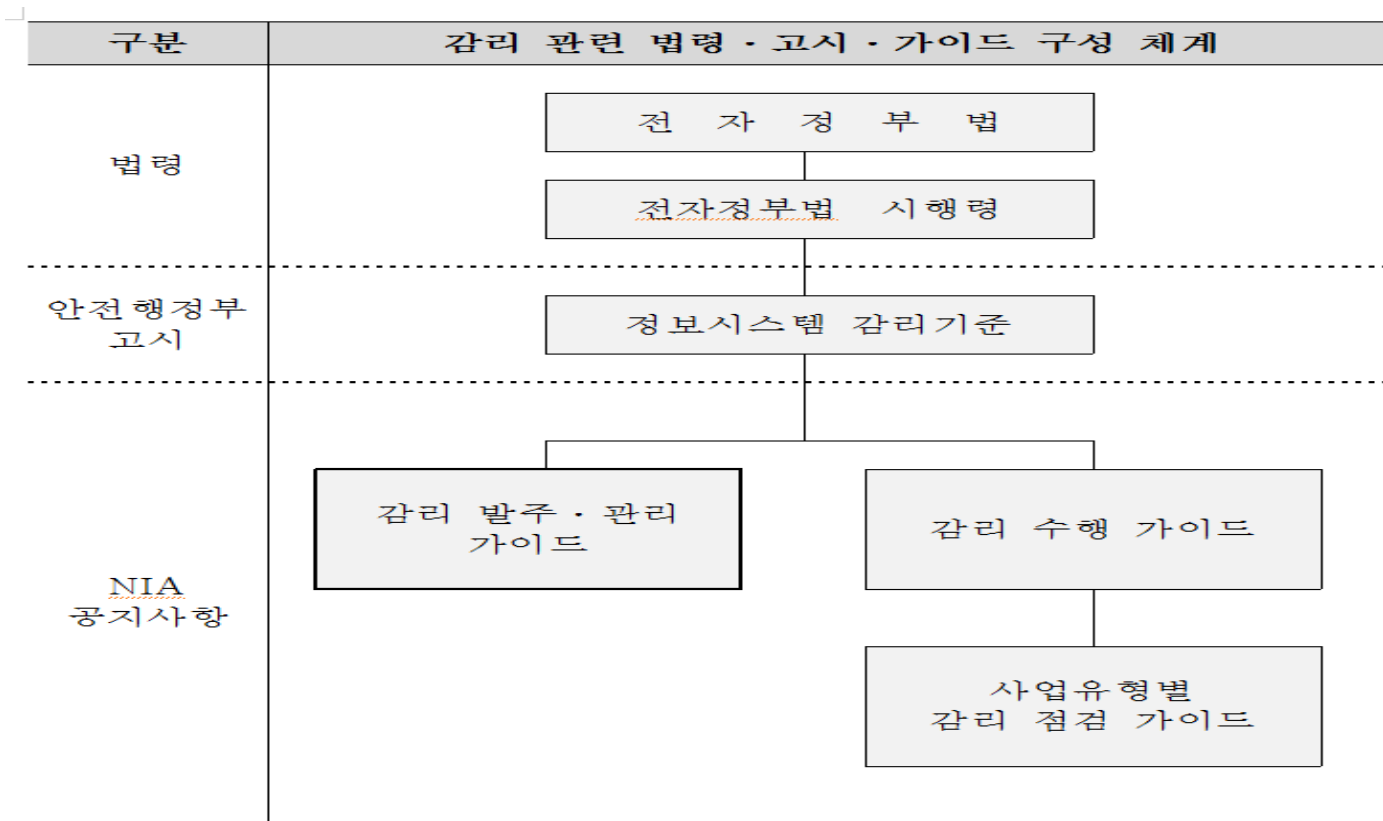 구분
감리 관련 법령·고시·가이드 구성 체계
법령
전 자 정 부 법
전자정부법 시행령
안전행정부
고시
정보시스템 감리기준
NIA
공지사항
감리 발주·관리
가이드
감리 수행 가이드
사업유형별
감리 점검 가이드